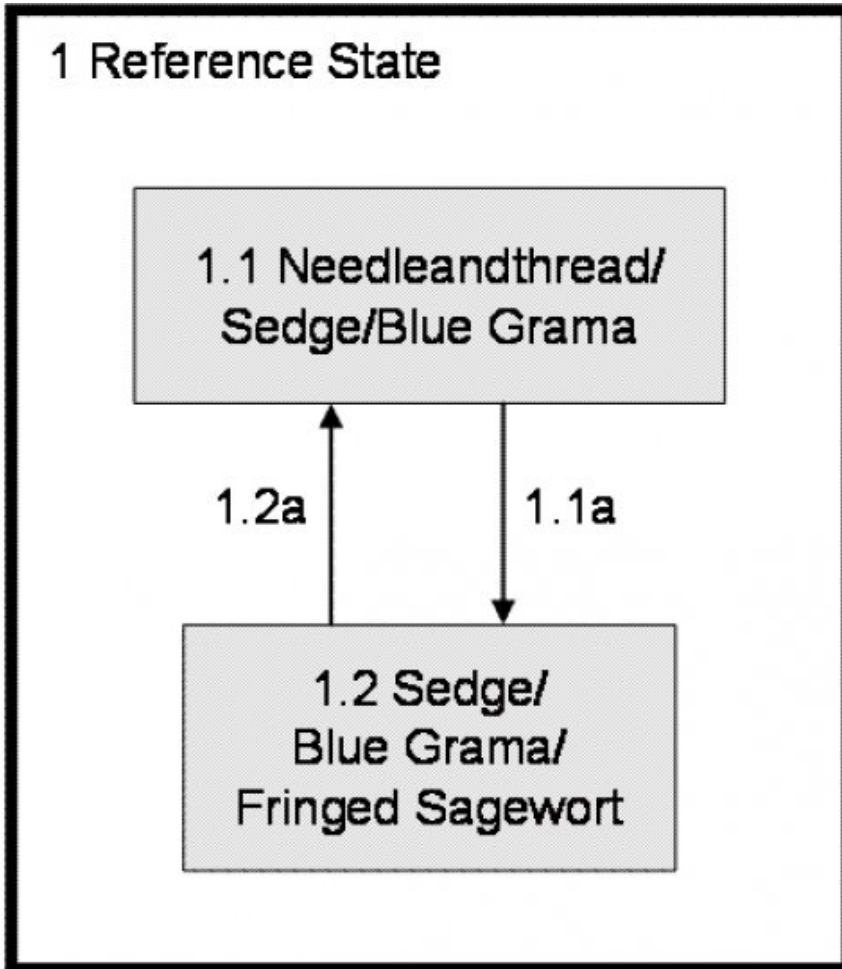 1 Reference State
1.1 Needleandthread/
Sedge/Blue Grama
1.2a
1.1a
1.2 Sedge/
Blue Grama/
Fringed Sagewort